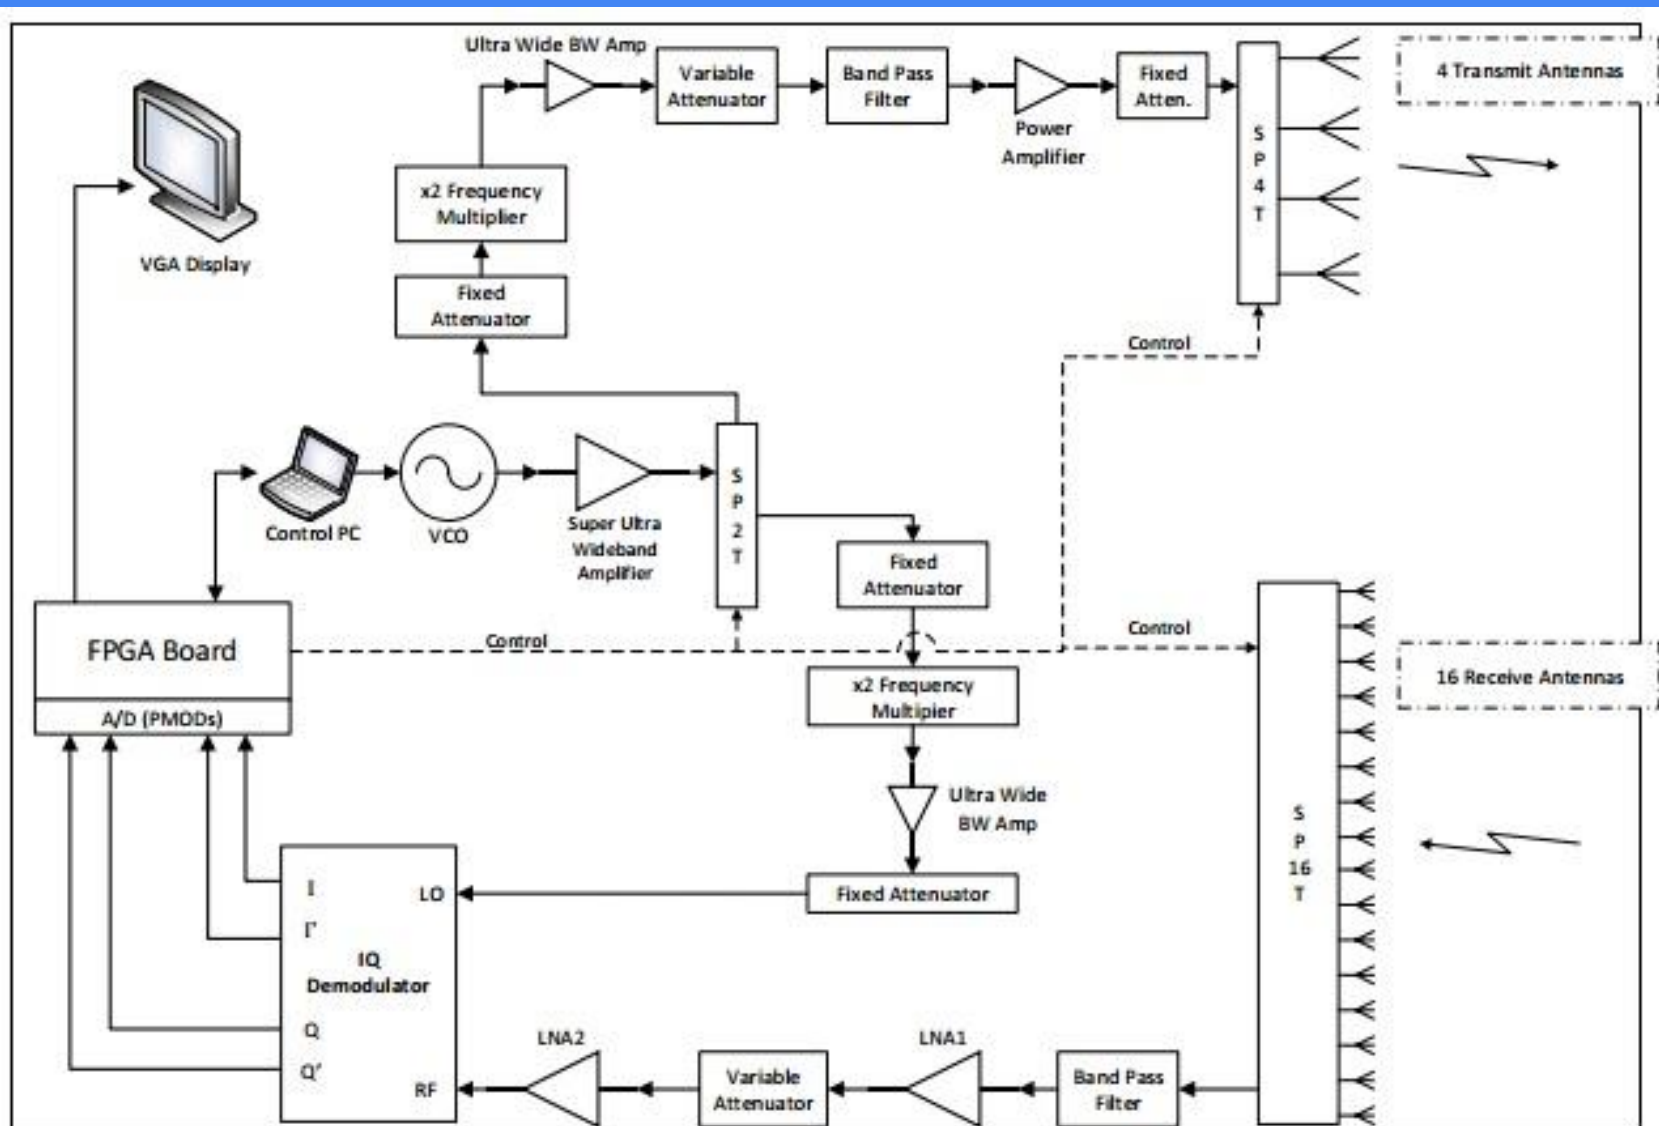 Ultra Wide BW Amp
Variable
Attenuator
Band Pass
Filter
Fixed
Atten.
4 Transmit Antennas
Power
Amplifier
S
P
4
T
x2 Frequency
Multiplier
VGA Display
Fixed
Attenuator
Control
S
P
2
T
Control PC
VCO
Super Ultra
Wideband
Amplifier
Fixed
Attenuator
FPGA Board
A/D (PMODs)
Control
Control
x2 Frequency
Multipier
16 Receive Antennas
Ultra Wide
BW Amp
S
P
16
T
Fixed Attenuator
I
I'
Q
Q'
LO
IQ
Demodulator
RF
LNA2
Variable
Attenuator
LNA1
Band Pass
Filter